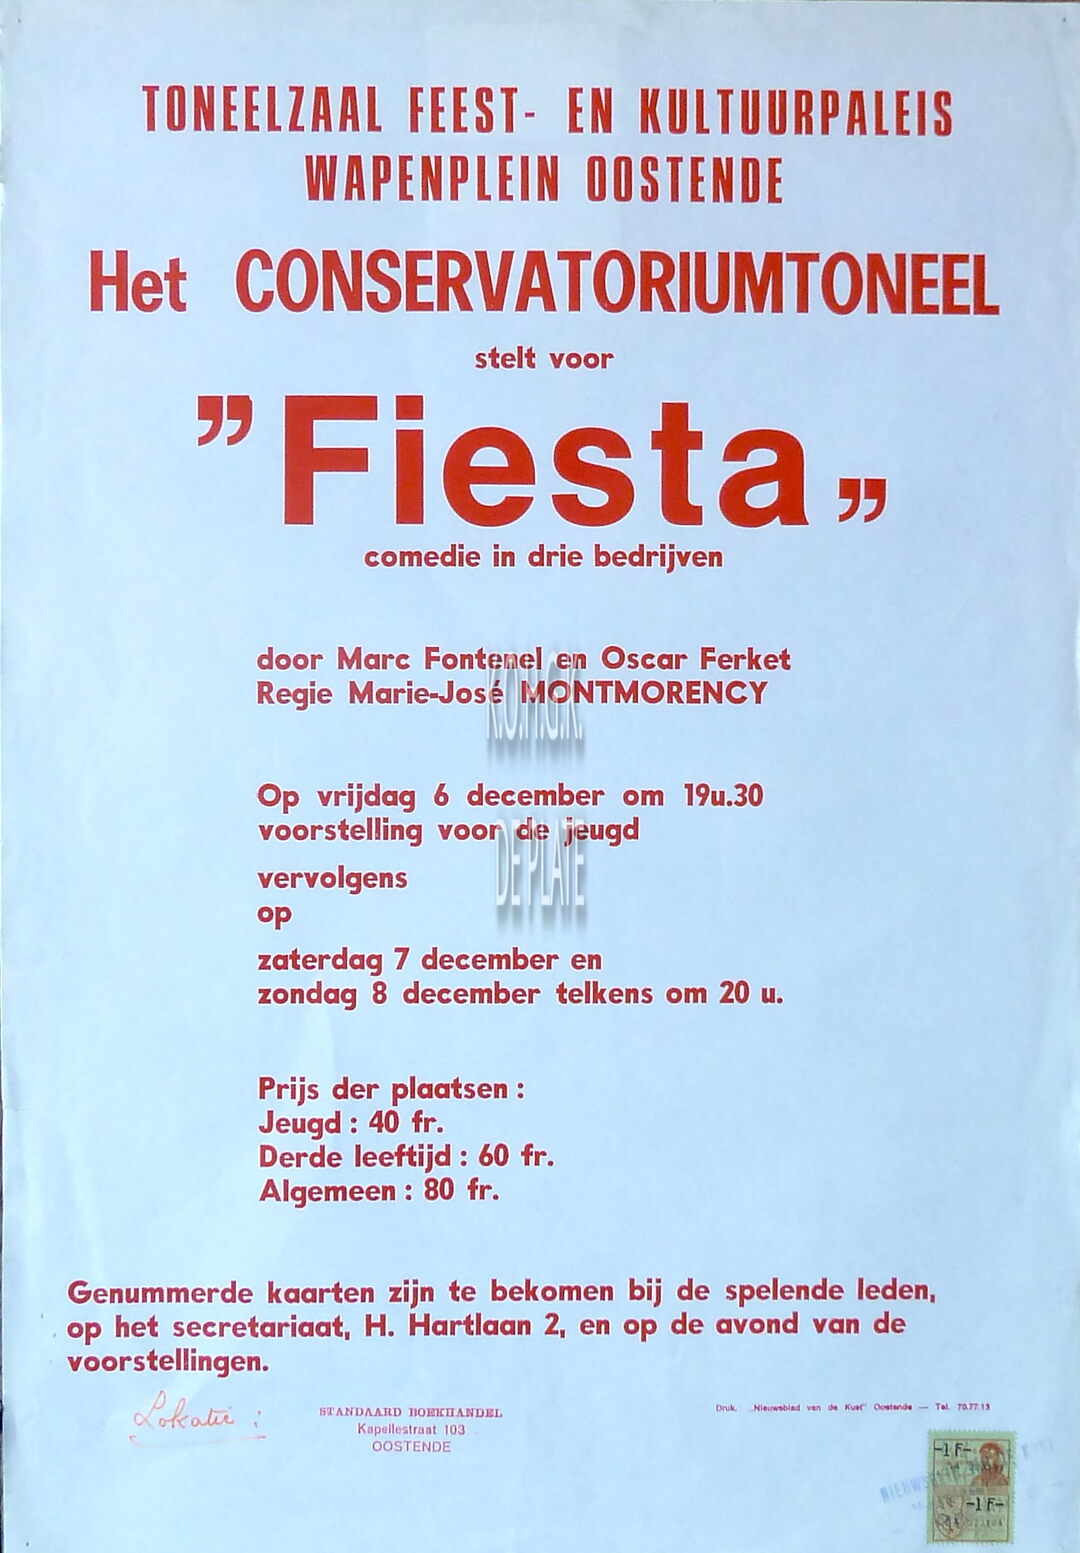 TONEELZAAL FEEST- EN KULTUURPALEIS
WAPENPLEIN OOSTENDE
Het CONSERVATORIUMTONEEL
stelt voor
”Fiesta„
comedie in drie bedrijven
door Marc Fontenel en Oscar Ferket
Regie Marie-José MONTMORENCY
K.O.H.G.K.
Op vrijdag 6 december om 19u.30
voorstelling voor de jeugd
DE PLATE
vervolgens
op
zaterdag 7 december en
zondag 8 december telkens om 20 u.
Prijs der plaatsen :
Jeugd : 40 fr.
Derde leeftijd : 60 fr.
Algemeen : 80 fr.
Genummerde kaarten zijn te bekomen bij de spelende leden,
op het secretariaat, H. Hartlaan 2, en op de avond van de
voorstellingen.
Lokatie :
STANDAARD BOEKHANDEL
Kapellestraat 103
OOSTENDE
Druk. „Nieuwsblad van de Kust” Oostende — Tel. 70.77.13
-1 F-
-1 F-